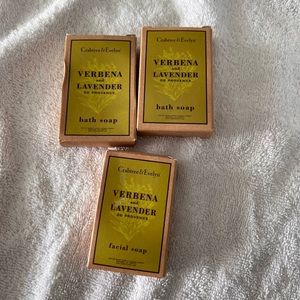 Crabtree & Evelyn
VERBENA
and
LAVENDER
DE PROVENCE
bath soap
Crabtree & Evelyn
VERBENA
and
LAVENDER
DE PROVENCE
bath soap
Crabtree & Evelyn
VERBENA
and
LAVENDER
DE PROVENCE
facial soap